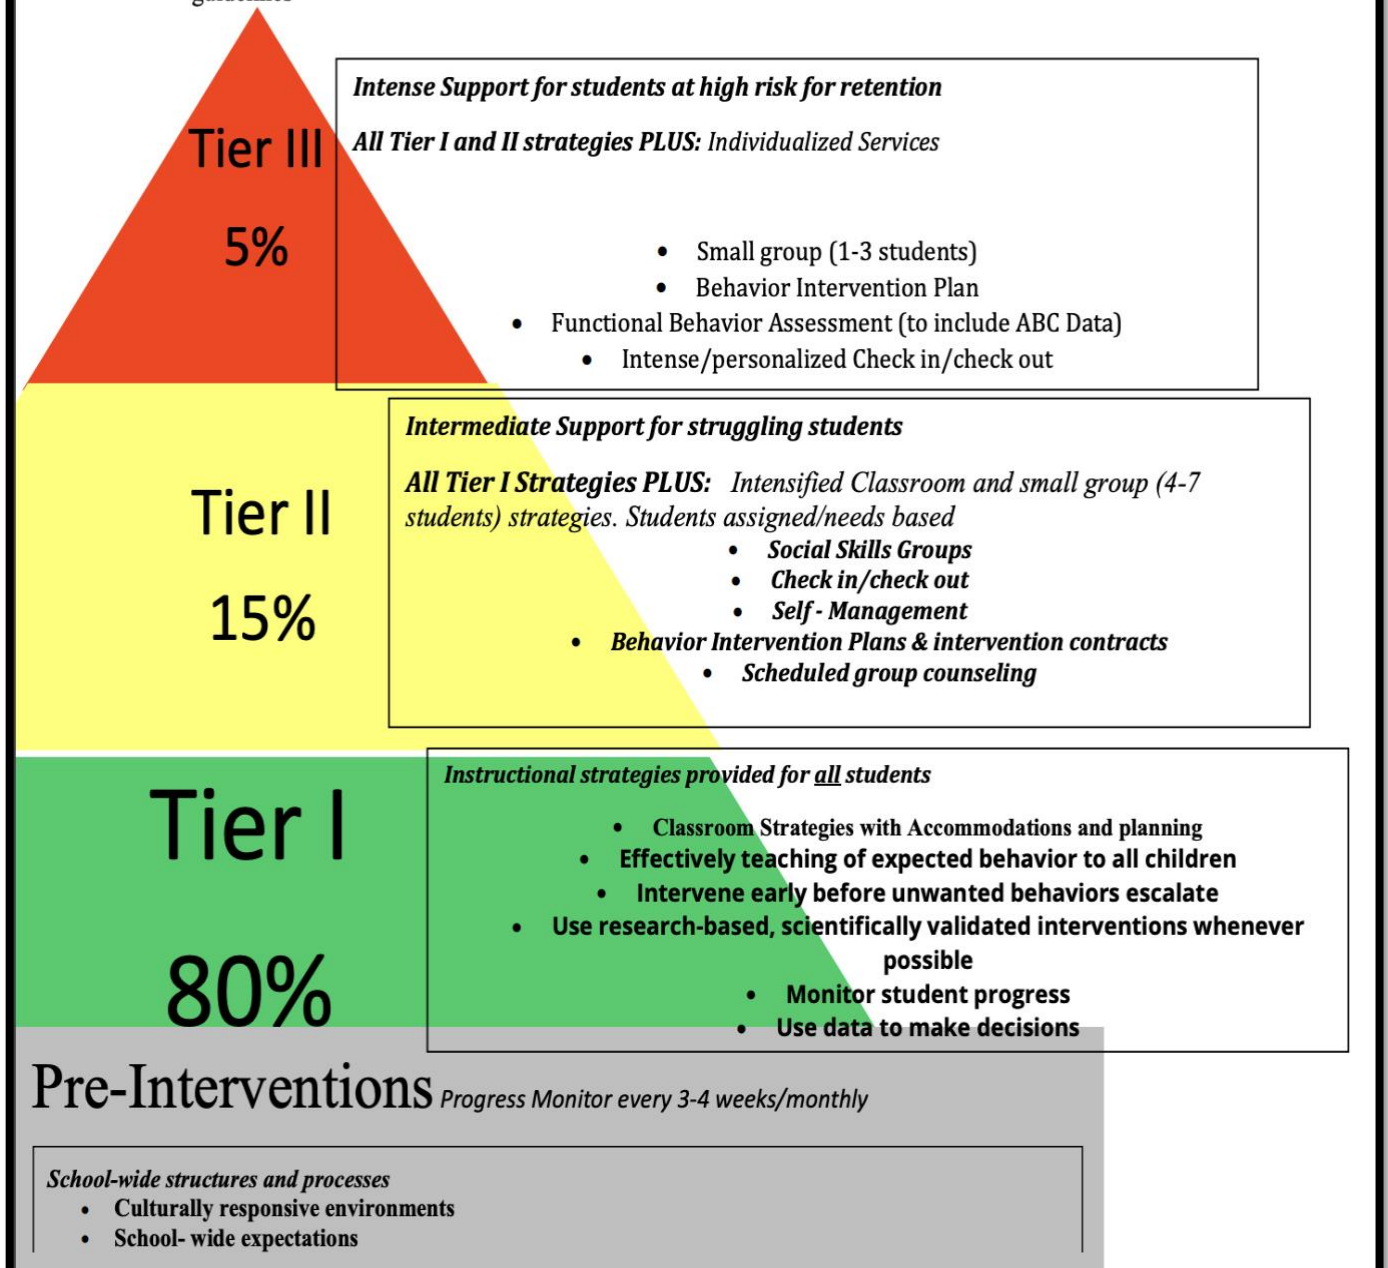 guidelines
Tier III
5%
Intense Support for students at high risk for retention
All Tier I and II strategies PLUS: Individualized Services
• Small group (1-3 students)
• Behavior Intervention Plan
• Functional Behavior Assessment (to include ABC Data)
• Intense/personalized Check in/check out
Tier II
15%
Intermediate Support for struggling students
All Tier I Strategies PLUS: Intensified Classroom and small group (4-7
students) strategies. Students assigned/needs based
• Social Skills Groups
• Check in/check out
• Self - Management
• Behavior Intervention Plans & intervention contracts
• Scheduled group counseling
Tier I
80%
Instructional strategies provided for all students
• Classroom Strategies with Accommodations and planning
• Effectively teaching of expected behavior to all children
• Intervene early before unwanted behaviors escalate
• Use research-based, scientifically validated interventions whenever
possible
• Monitor student progress
• Use data to make decisions
Pre-Interventions Progress Monitor every 3-4 weeks/monthly
School-wide structures and processes
• Culturally responsive environments
• School- wide expectations